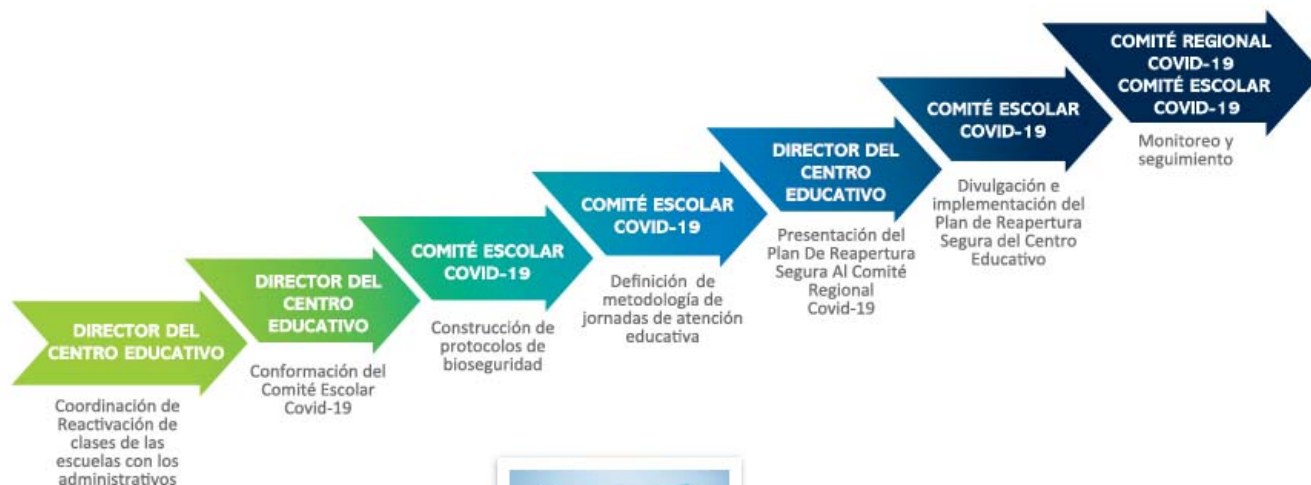 DIRECTOR DEL
CENTRO EDUCATIVO
Coordinación de
Reactivación de
clases de las
escuelas con los
administrativos
DIRECTOR DEL
CENTRO
EDUCATIVO
Conformación del
Comité Escolar
Covid-19
COMITÉ ESCOLAR
COVID-19
Construcción de
protocolos de
bioseguridad
COMITÉ ESCOLAR
COVID-19
Definición de
metodología de
jornadas de atención
educativa
DIRECTOR DEL
CENTRO
EDUCATIVO
Presentación del
Plan De Reapertura
Segura Al Comité
Regional
Covid-19
COMITÉ ESCOLAR
COVID-19
Divulgación e
implementación del
Plan de Reapertura
Segura del Centro
Educativo
COMITÉ REGIONAL
COVID-19
COMITÉ ESCOLAR
COVID-19
Monitoreo y
seguimiento